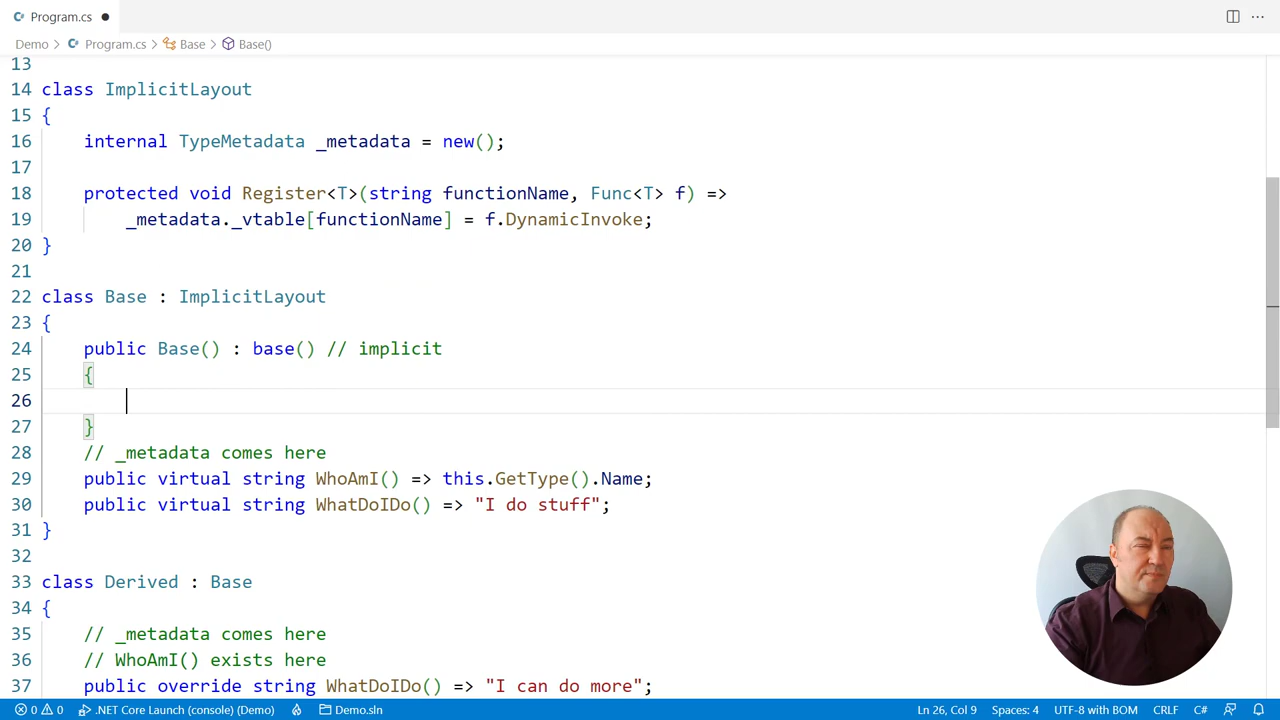 Program.cs
Demo > Program.cs > Base > Base()
13
14 class ImplicitLayout
15 {
16     internal TypeMetadata _metadata = new();
17
18     protected void Register<T>(string functionName, Func<T> f) =>
19         _metadata._vtable[functionName] = f.DynamicInvoke;
20 }
21
22 class Base : ImplicitLayout
23 {
24     public Base() : base() // implicit
25     {
26
27     }
28     // _metadata comes here
29     public virtual string WhoAmI() => this.GetType().Name;
30     public virtual string WhatDoIDo() => "I do stuff";
31 }
32
33 class Derived : Base
34 {
35     // _metadata comes here
36     // WhoAmI() exists here
37     public override string WhatDoIDo() => "I can do more";
0 0 .NET Core Launch (console) (Demo) Demo.sln Ln 26, Col 9 Spaces: 4 UTF-8 with BOM CRLF C#